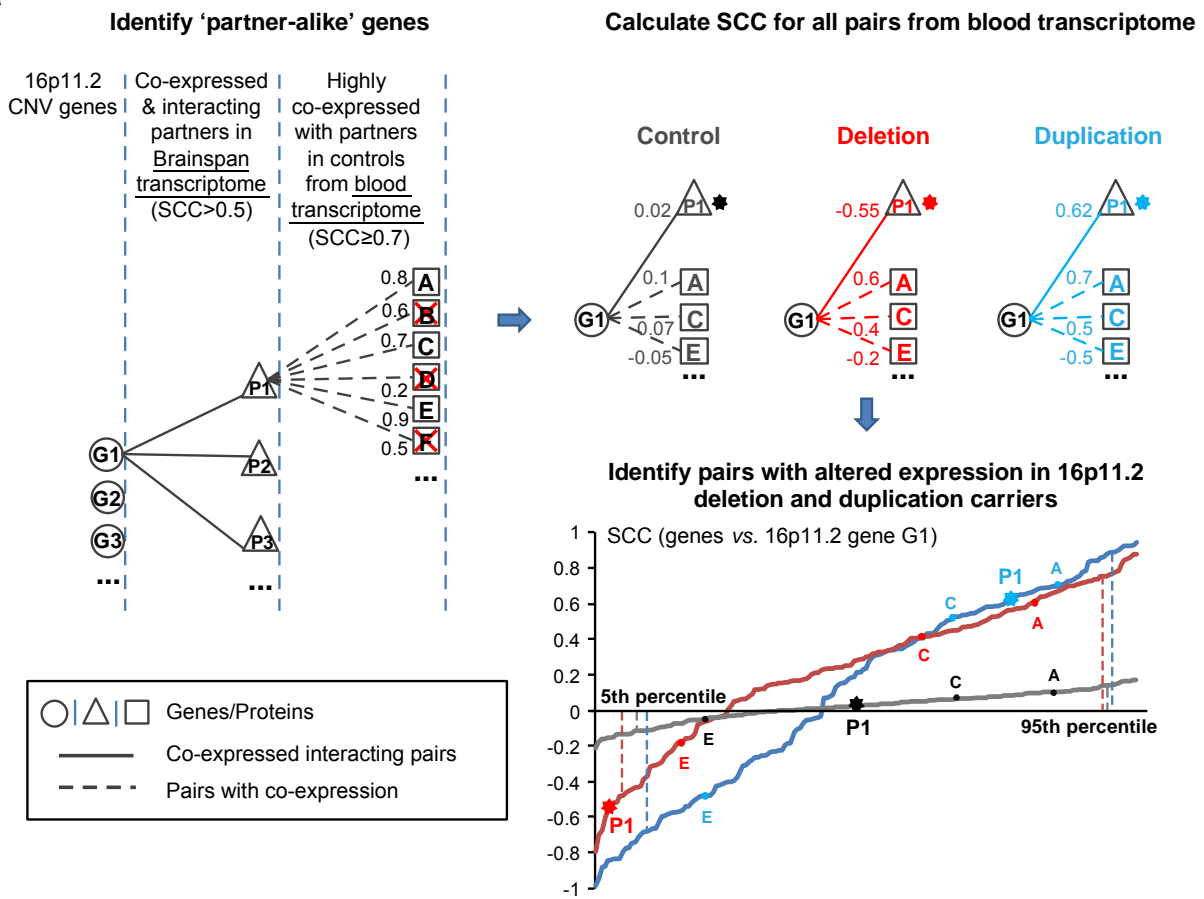 Identify ‘partner-alike’ genes
16p11.2
CNV genes
Co-expressed
& interacting
partners in
Brainspan
transcriptome
(SCC>0.5)
Highly
co-expressed
with partners
in controls
from blood
transcriptome
(SCC≥0.7)
0.8
A
0.6
B
0.7
C
P1
D
0.2
E
0.9
F
0.5
...
G1
P2
G2
G3
P3
...
...
Genes/Proteins
Co-expressed interacting pairs
Pairs with co-expression
Calculate SCC for all pairs from blood transcriptome
Control
0.02
P1
0.1
A
G1
0.07
C
-0.05
E
...
Deletion
-0.55
P1
0.6
A
G1
0.4
C
-0.2
E
...
Duplication
0.62
P1
0.7
A
G1
0.5
C
-0.5
E
...
Identify pairs with altered expression in 16p11.2
deletion and duplication carriers
SCC (genes vs. 16p11.2 gene G1)
1
0.8
0.6
0.4
0.2
0
-0.2
-0.4
-0.6
-0.8
-1
5th percentile
95th percentile
P1
C
A
A
C
C
A
P1
E
E
E
P1